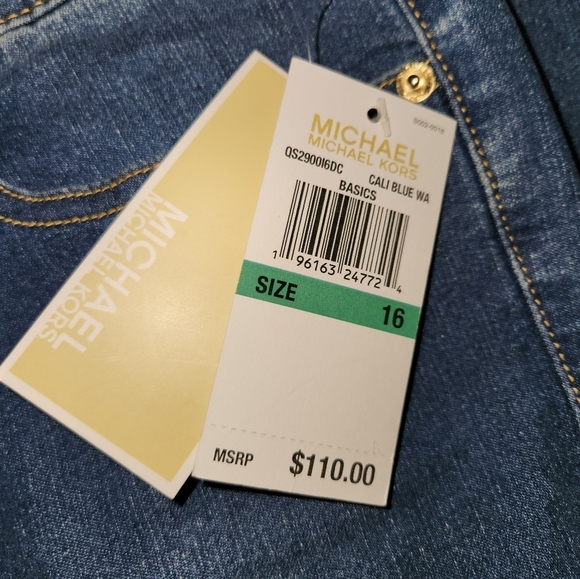 MICHAEL
MICHAEL KORS
MICHAEL
MICHAEL KORS
QS2900I6DC CALI BLUE WA
BASICS
1 96163 24772 4
SIZE 16
MSRP $110.00